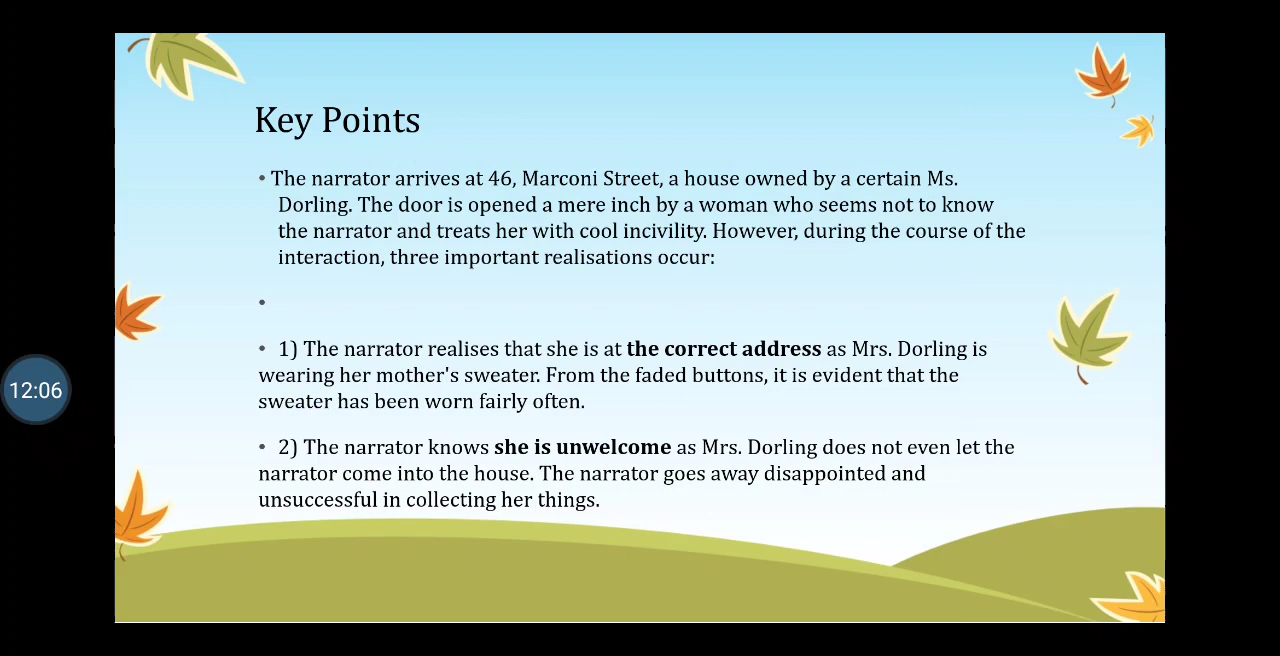 Key Points
• The narrator arrives at 46, Marconi Street, a house owned by a certain Ms.
Dorling. The door is opened a mere inch by a woman who seems not to know
the narrator and treats her with cool incivility. However, during the course of the
interaction, three important realisations occur:
•
• 1) The narrator realises that she is at the correct address as Mrs. Dorling is
wearing her mother's sweater. From the faded buttons, it is evident that the
sweater has been worn fairly often.
12:06
• 2) The narrator knows she is unwelcome as Mrs. Dorling does not even let the
narrator come into the house. The narrator goes away disappointed and
unsuccessful in collecting her things.